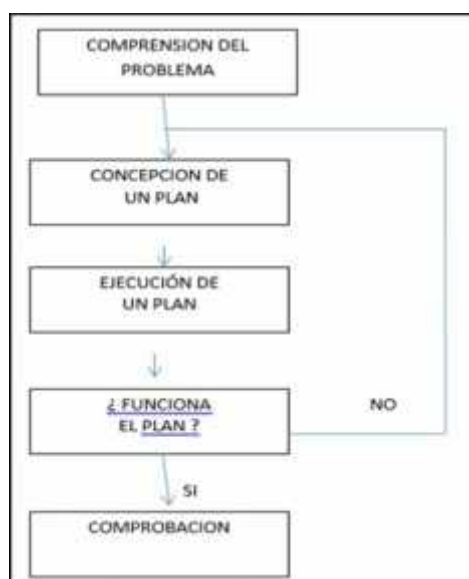 COMPRENSION DEL
PROBLEMA
CONCEPCION DE
UN PLAN
EJECUCIÓN DE
UN PLAN
¿ FUNCIONA
EL PLAN ?
NO
SI
COMPROBACION